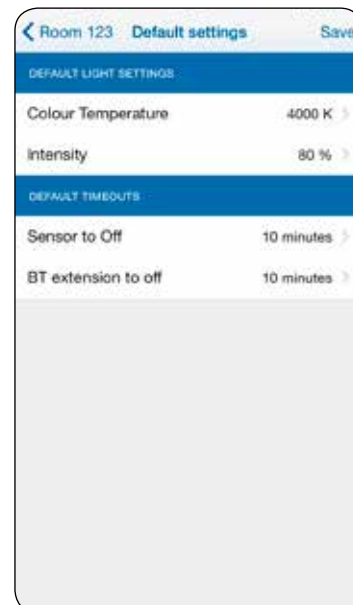 Room 123 Default settings Save
DEFAULT LIGHT SETTINGS
Colour Temperature 4000 K
Intensity 80 %
DEFAULT TIMEOUTS
Sensor to Off 10 minutes
BT extension to off 10 minutes